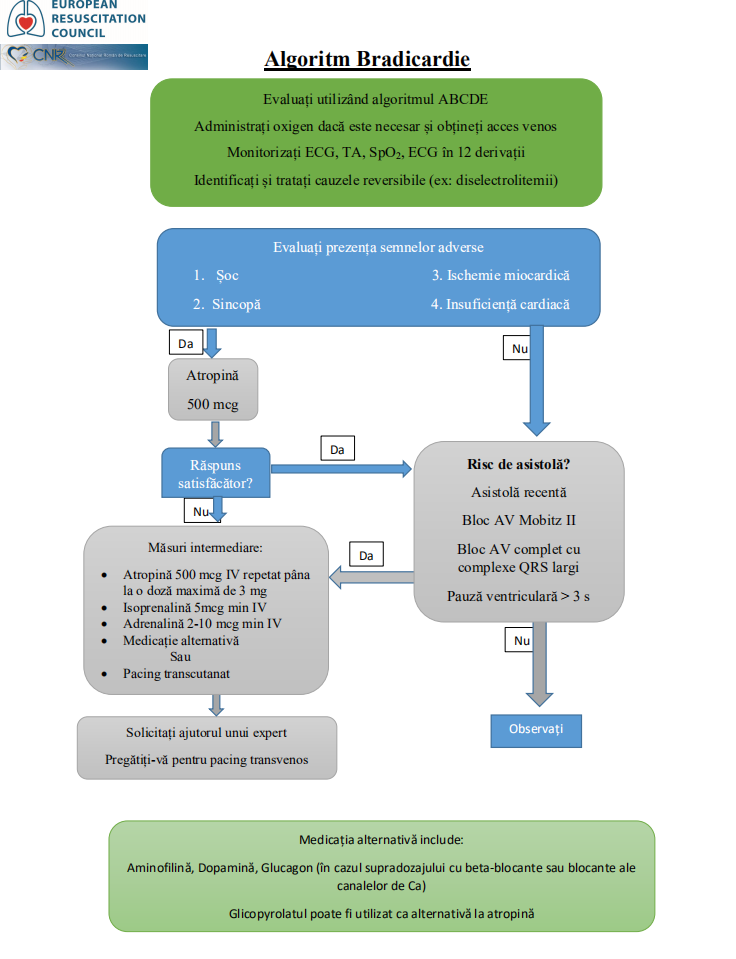 EUROPEAN
RESUSCITATION
COUNCIL
CNR
Algoritm Bradicardie
Evaluați utilizând algoritmul ABCDE
Administrați oxigen dacă este necesar și obțineți acces venos
Monitorizați ECG, TA, SpO₂, ECG în 12 derivații
Identificați și tratați cauzele reversibile (ex: diselectrolitemii)
Evaluați prezența semnelor adverse
1. Șoc
3. Ischemie miocardică
2. Sincopă
4. Insuficiență cardiacă
Da
Nu
Atropină
500 mcg
Răspuns
satisfăcător?
Da
Nu
Risc de asistolă?
Asistolă recentă
Bloc AV Mobitz II
Bloc AV complet cu
complexe QRS largi
Pauză ventriculară > 3 s
Da
Măsuri intermediare:
• Atropină 500 mcg IV repetat pâna
la o doză maximă de 3 mg
• Isoprenalină 5mcg min IV
• Adrenalină 2-10 mcg min IV
• Medicație alternativă
Sau
• Pacing transcutanat
Nu
Observați
Solicitați ajutorul unui expert
Pregătiți-vă pentru pacing transvenos
Medicația alternativă include:
Aminofilină, Dopamină, Glucagon (în cazul supradozajului cu beta-blocante sau blocante ale
canalelor de Ca)
Glicopyrolatul poate fi utilizat ca alternativă la atropină